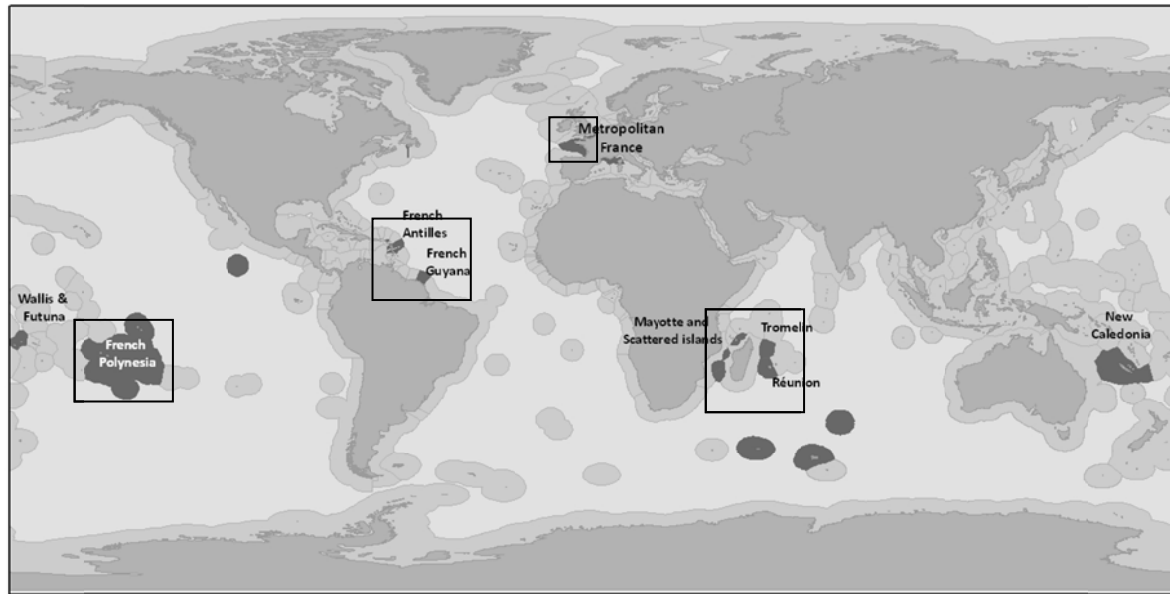 Metropolitan
France
French
Antilles
French
Guyana
Wallis &
Futuna
French
Polynesia
Mayotte and
Scattered islands
Tromelin
Réunion
New
Caledonia